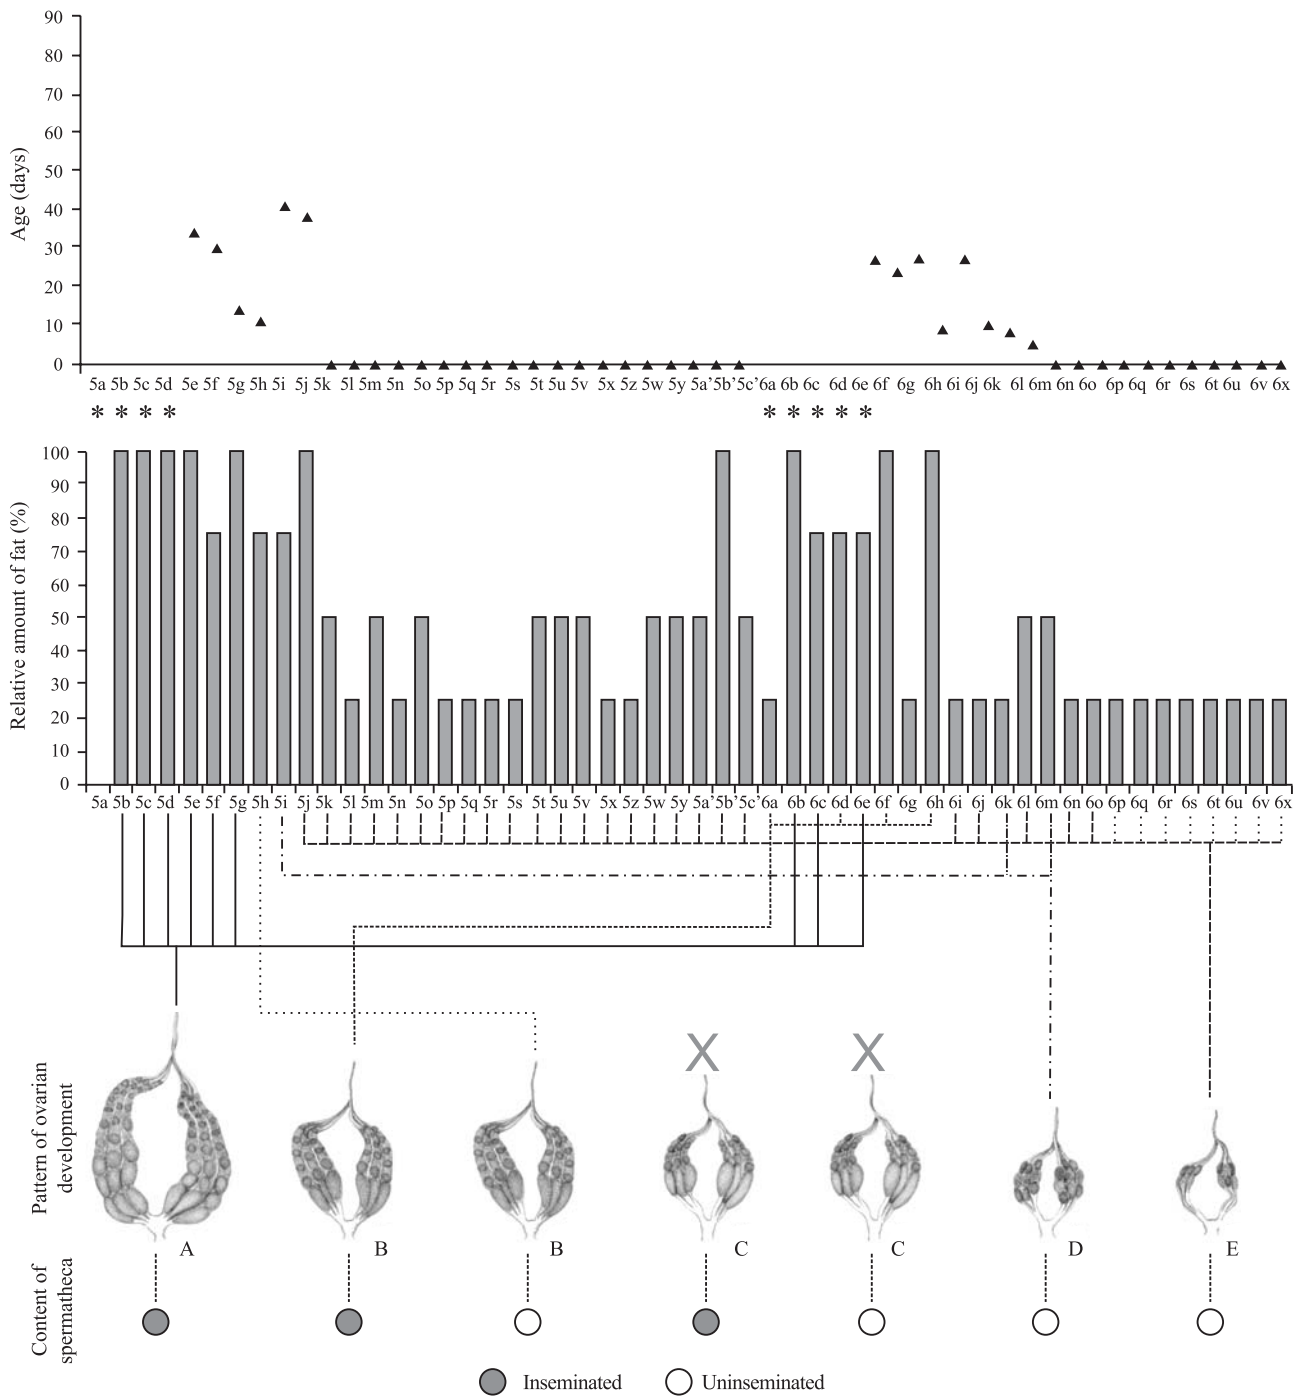 90
80
70
60
50
40
30
20
10
0
Age (days)
5a 5b 5c 5d 5e 5f 5g 5h 5i 5j 5k 5l 5m 5n 5o 5p 5q 5r 5s 5t 5u 5v 5x 5z 5w 5y 5a' 5b' 5c' 6a 6b 6c 6d 6e 6f 6g 6h 6i 6j 6k 6l 6m 6n 6o 6p 6q 6r 6s 6t 6u 6v 6x
* * * * * * * * *
100
90
80
70
60
50
40
30
20
10
0
Relative amount of fat (%)
5a 5b 5c 5d 5e 5f 5g 5h 5i 5j 5k 5l 5m 5n 5o 5p 5q 5r 5s 5t 5u 5v 5x 5z 5w 5y 5a' 5b' 5c' 6a 6b 6c 6d 6e 6f 6g 6h 6i 6j 6k 6l 6m 6n 6o 6p 6q 6r 6s 6t 6u 6v 6x
X X
Pattern of ovarian
development
A B B C C D E
Content of
spermatheca
Inseminated Uninseminated